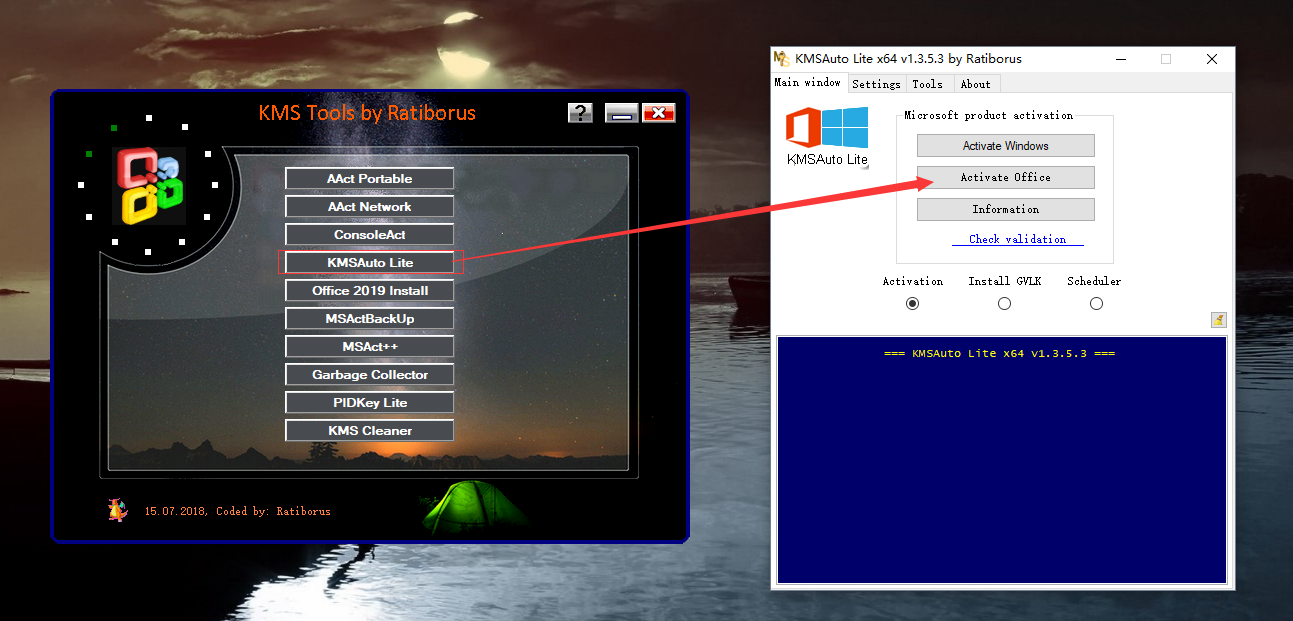 KMS Tools by Ratiborus
?
AAct Portable
AAct Network
ConsoleAct
KMSAuto Lite
Office 2019 Install
MSActBackUp
MSAct++
Garbage Collector
PIDKey Lite
KMS Cleaner
15.07.2018, Coded by: Ratiborus
KMSAuto Lite x64 v1.3.5.3 by Ratiborus
Main window Settings Tools About
KMSAuto Lite
Microsoft product activation
Activate Windows
Activate Office
Information
Check validation
Activation Install GVLK Scheduler
=== KMSAuto Lite x64 v1.3.5.3 ===